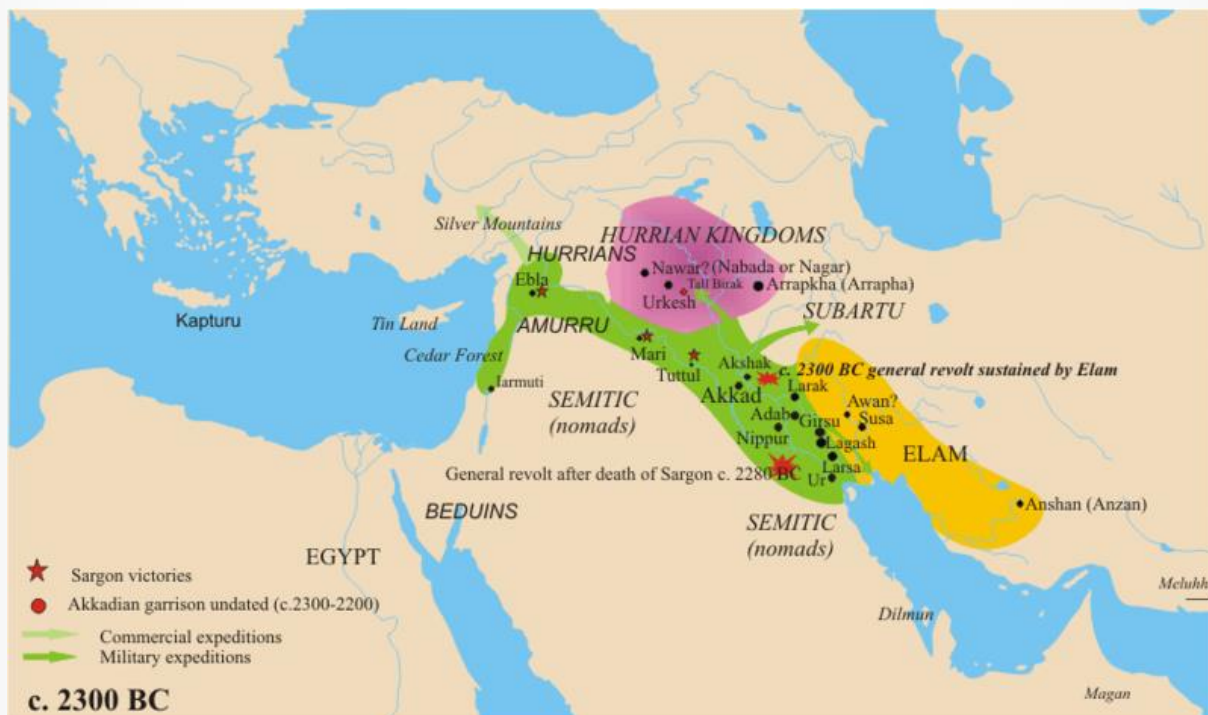 Silver Mountains
HURRIANS
HURRIAN KINGDOMS
Nawar? (Nabada or Nagar)
Tall Birak
Urkesh
Arrapkha (Arrapha)
SUBARTU
Ebla
Kapturu
Tin Land
AMURRU
Cedar Forest
Mari
Tuttul
Akshak
c. 2300 BC general revolt sustained by Elam
Iarmuti
Akkad
Larak
SEMITIC
(nomads)
Adab
Girsu
Awan?
Susa
Nippur
Lagash
ELAM
General revolt after death of Sargon c. 2280 BC
Larsa
Ur
Anshan (Anzan)
BEDUINS
SEMITIC
(nomads)
EGYPT
Sargon victories
Akkadian garrison undated (c.2300-2200)
Commercial expeditions
Military expeditions
Dilmun
Meluhh
Magan
c. 2300 BC